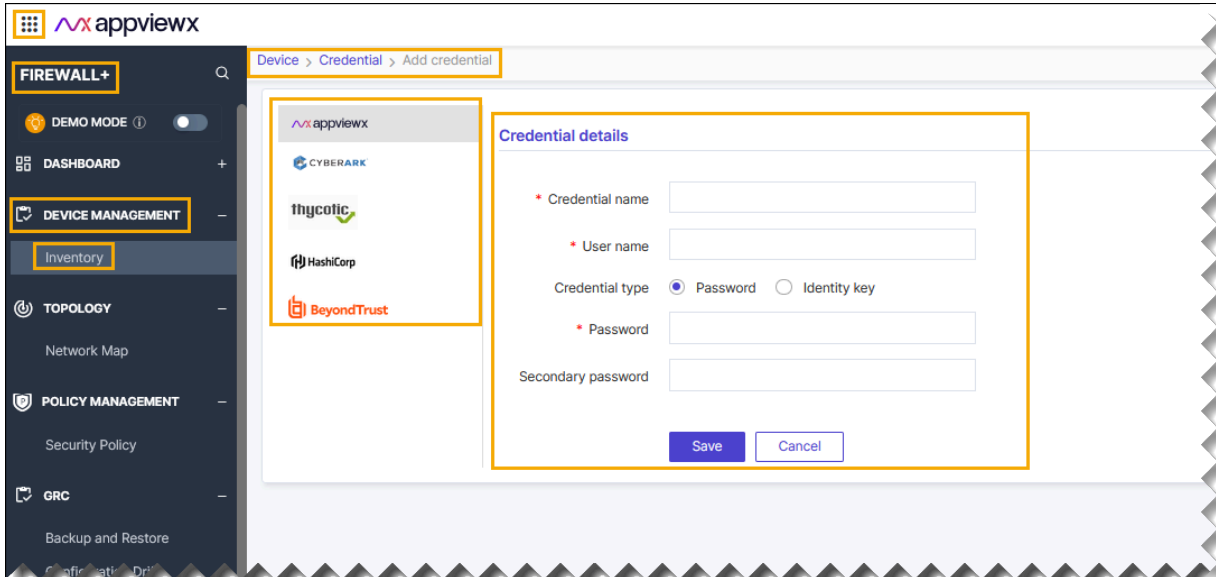 appviewx
FIREWALL+
DEMO MODE
DASHBOARD +
DEVICE MANAGEMENT –
Inventory
TOPOLOGY –
Network Map
POLICY MANAGEMENT –
Security Policy
GRC –
Backup and Restore
Device > Credential > Add credential
appviewx
CYBERARK
thycotic
HashiCorp
BeyondTrust
Credential details
* Credential name
* User name
Credential type Password Identity key
* Password
Secondary password
Save Cancel